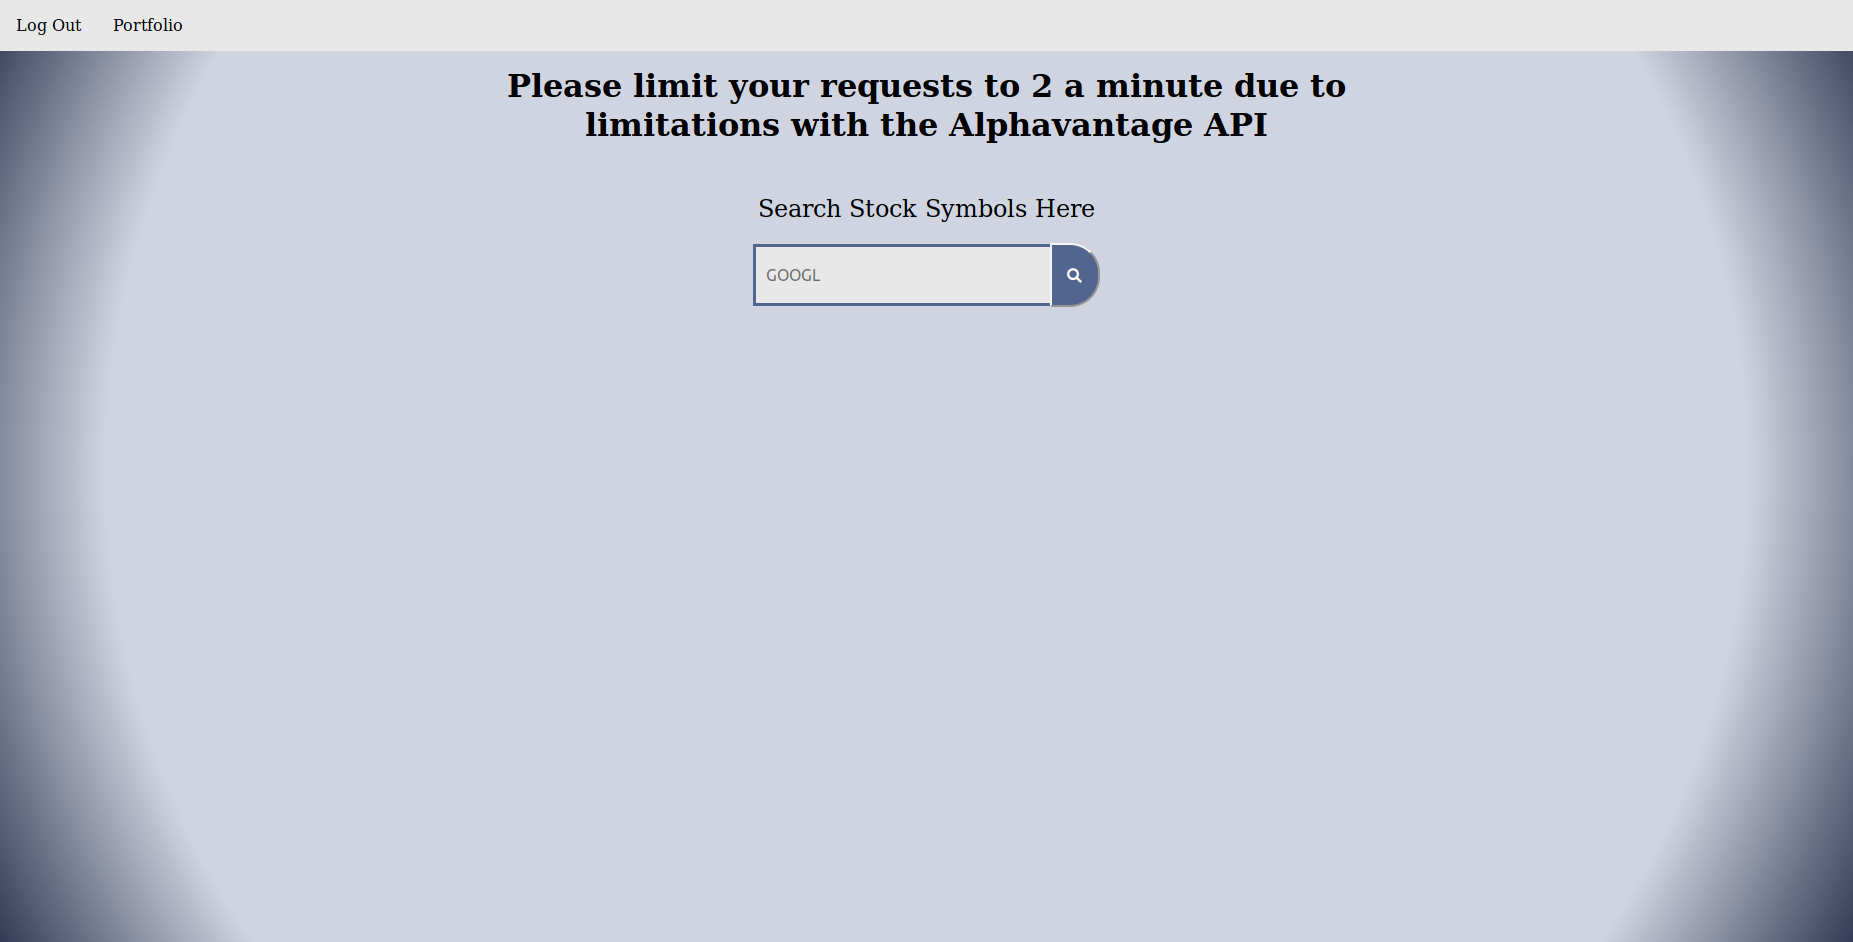 Log Out Portfolio
Please limit your requests to 2 a minute due to
limitations with the Alphavantage API
Search Stock Symbols Here
GOOGL